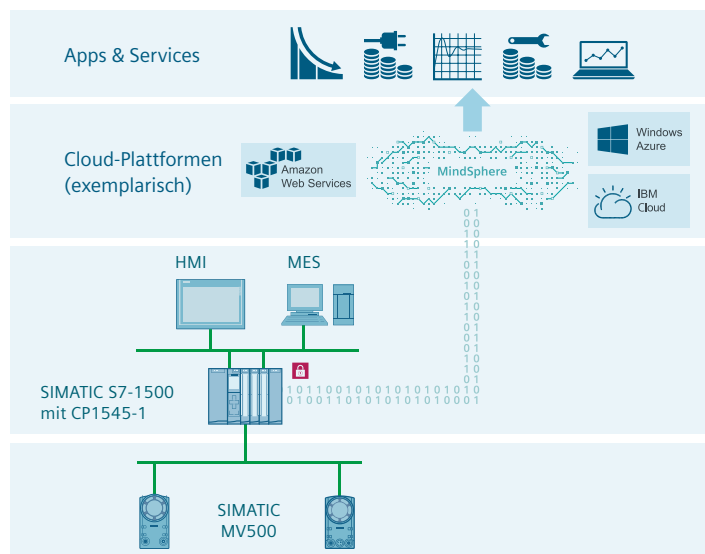 Apps & Services
Cloud-Plattformen
(exemplarisch)
Amazon
Web Services
MindSphere
Windows
Azure
IBM
Cloud
HMI
MES
SIMATIC S7-1500
mit CP1545-1
SIMATIC
MV500